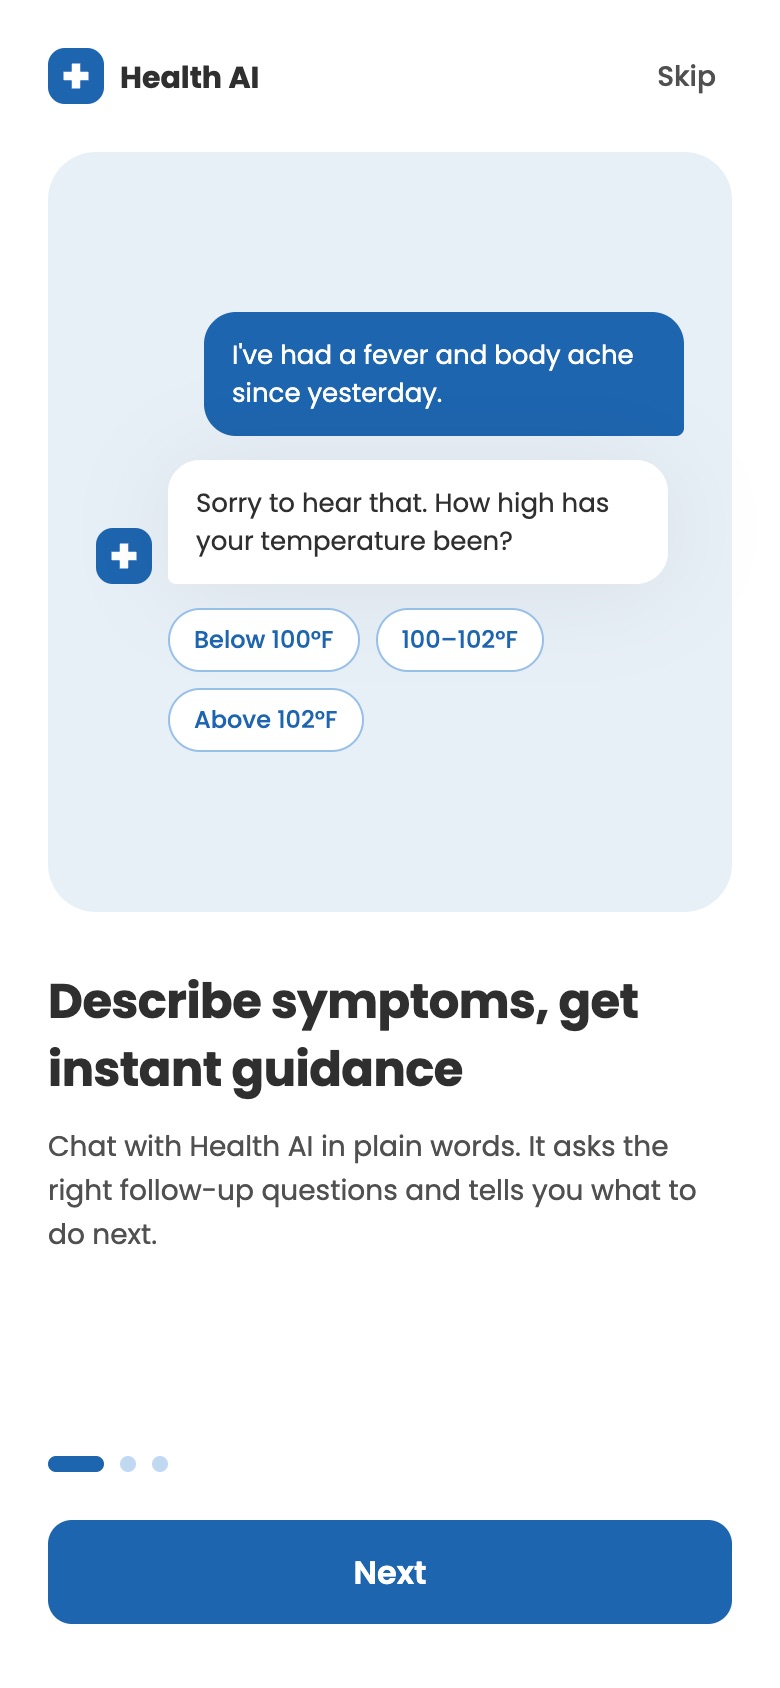 Health AI
Skip
I've had a fever and body ache
since yesterday.
Sorry to hear that. How high has
your temperature been?
Below 100°F
100–102°F
Above 102°F
Describe symptoms, get
instant guidance
Chat with Health AI in plain words. It asks the
right follow-up questions and tells you what to
do next.
Next